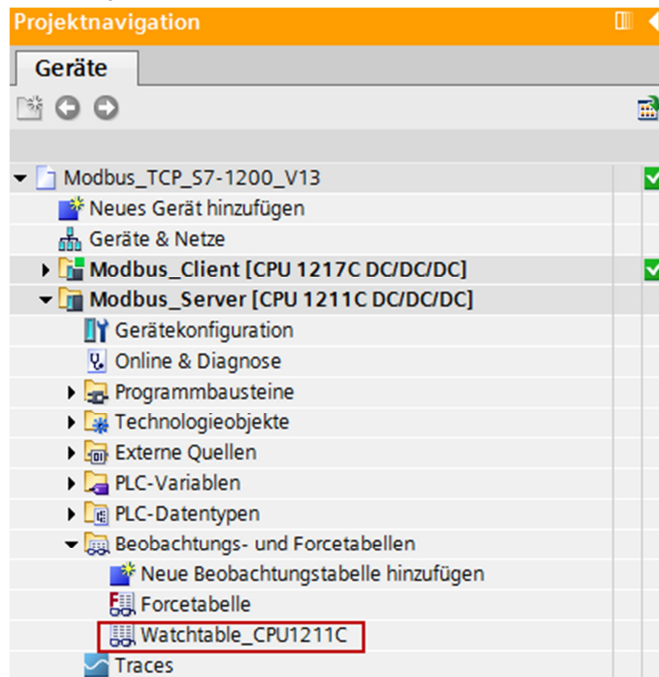 Projektnavigation
Geräte
Modbus_TCP_S7-1200_V13
Neues Gerät hinzufügen
Geräte & Netze
Modbus_Client [CPU 1217C DC/DC/DC]
Modbus_Server [CPU 1211C DC/DC/DC]
Gerätekonfiguration
Online & Diagnose
Programmbausteine
Technologieobjekte
Externe Quellen
PLC-Variablen
PLC-Datentypen
Beobachtungs- und Forcetabellen
Neue Beobachtungstabelle hinzufügen
Forcetabelle
Watchtable_CPU1211C
Traces